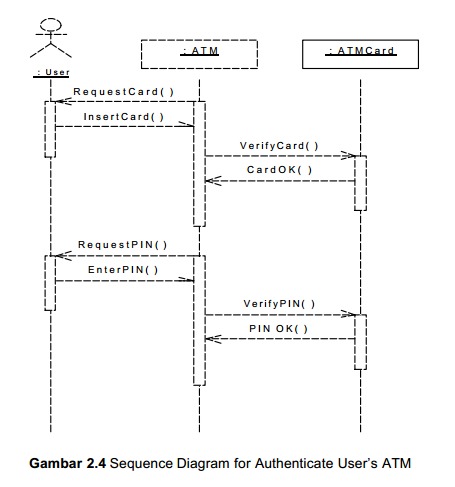 : ATM
: ATMCard
: User
RequestCard( )
InsertCard( )
VerifyCard( )
CardOK( )
RequestPIN( )
EnterPIN( )
VerifyPIN( )
PIN OK( )
Gambar 2.4 Sequence Diagram for Authenticate User's ATM